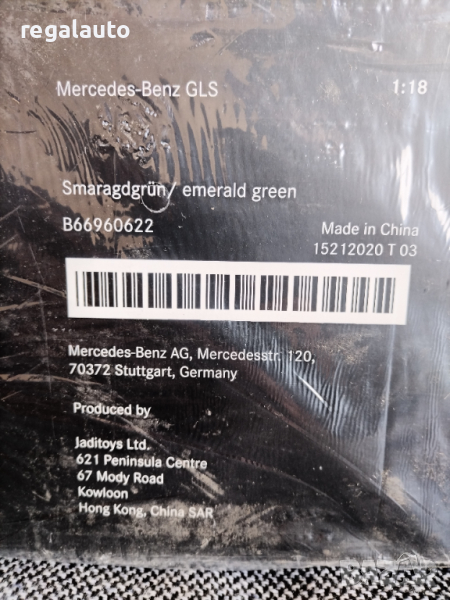 regalauto
Mercedes-Benz GLS 1:18
Smaragdgrün/ emerald green
B66960622
Made in China
15212020 T 03
Mercedes-Benz AG, Mercedesstr. 120,
70372 Stuttgart, Germany
Produced by
Jaditoys Ltd.
621 Peninsula Centre
67 Mody Road
Kowloon
Hong Kong, China SAR